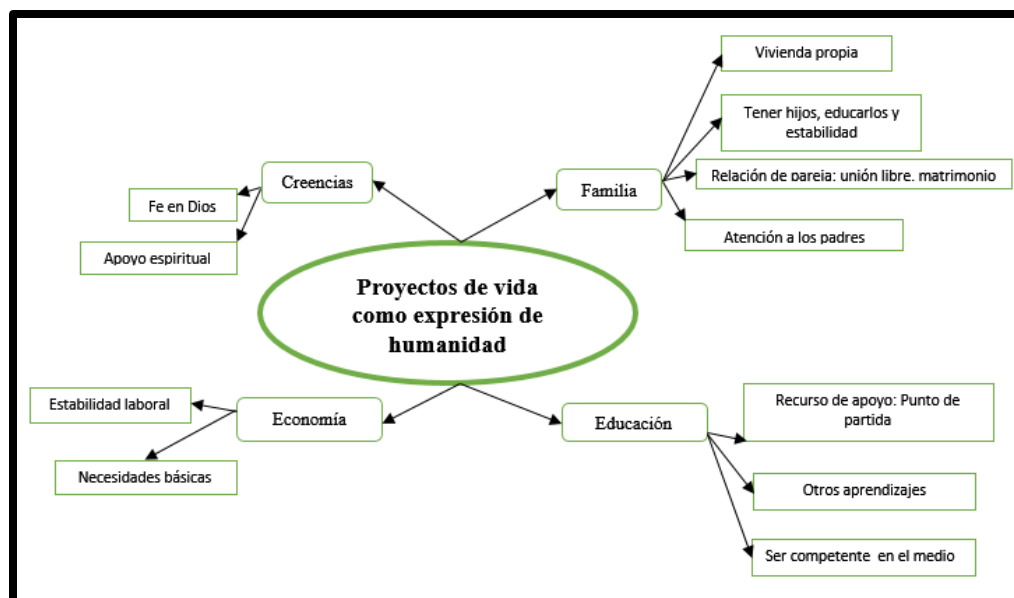 Vivienda propia
Tener hijos, educarlos y
estabilidad
Creencias
Familia
Relación de pareja: unión libre. matrimonio
Fe en Dios
Atención a los padres
Apoyo espiritual
Proyectos de vida
como expresión de
humanidad
Estabilidad laboral
Economía
Educación
Recurso de apoyo: Punto de
partida
Necesidades básicas
Otros aprendizajes
Ser competente en el medio